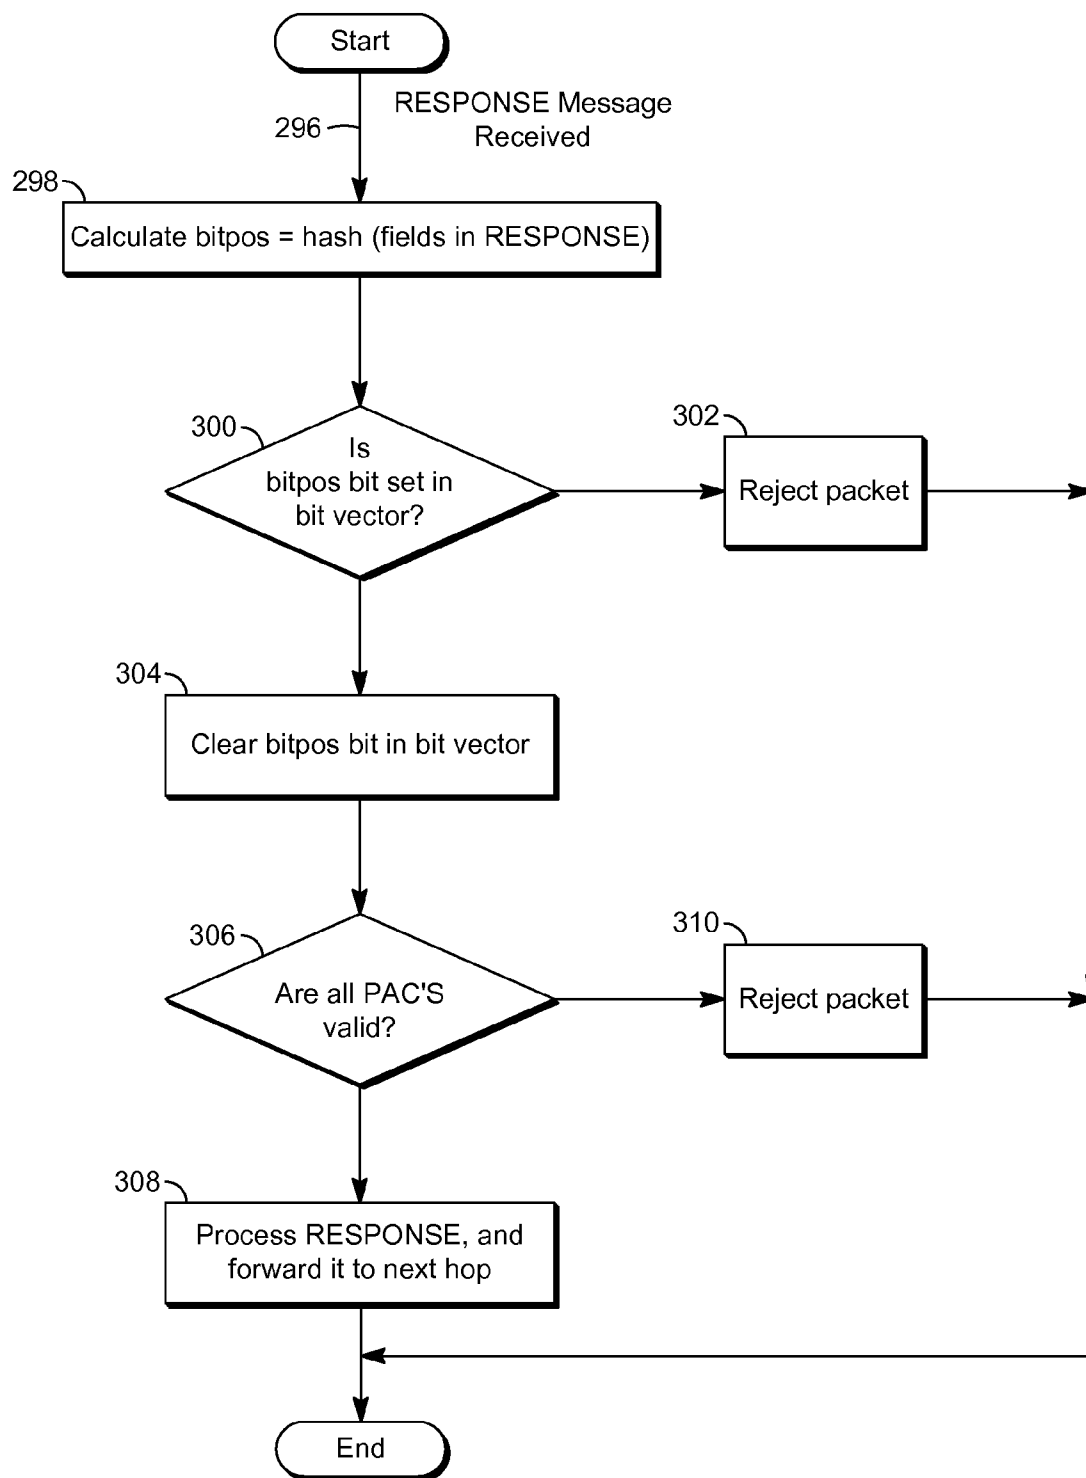 Start
RESPONSE Message
Received
296
298
Calculate bitpos = hash (fields in RESPONSE)
300
Is
bitpos bit set in
bit vector?
302
Reject packet
304
Clear bitpos bit in bit vector
306
Are all PAC'S
valid?
310
Reject packet
308
Process RESPONSE, and
forward it to next hop
End